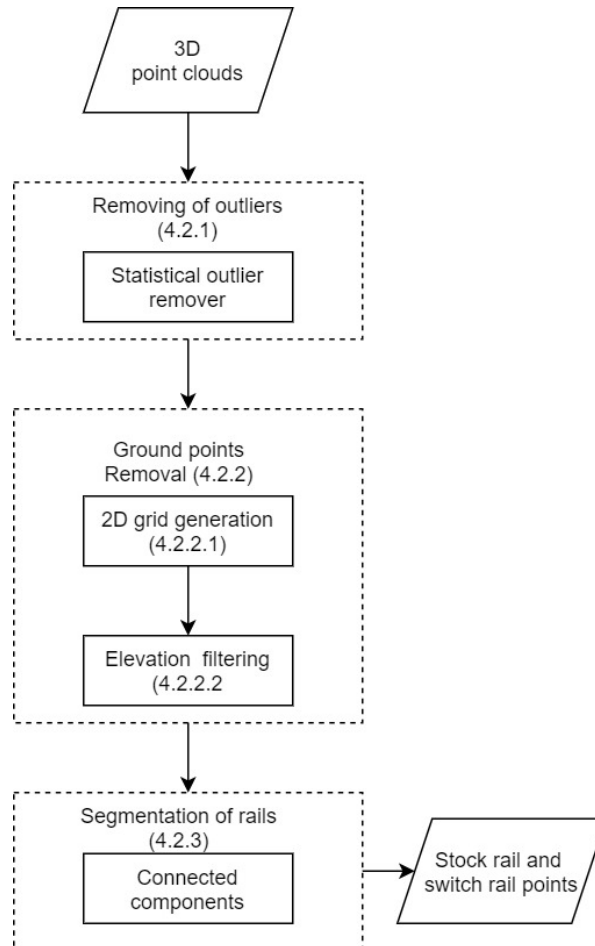 3D
point clouds
Removing of outliers
(4.2.1)
Statistical outlier
remover
Ground points
Removal (4.2.2)
2D grid generation
(4.2.2.1)
Elevation filtering
(4.2.2.2
Segmentation of rails
(4.2.3)
Connected
components
Stock rail and
switch rail points